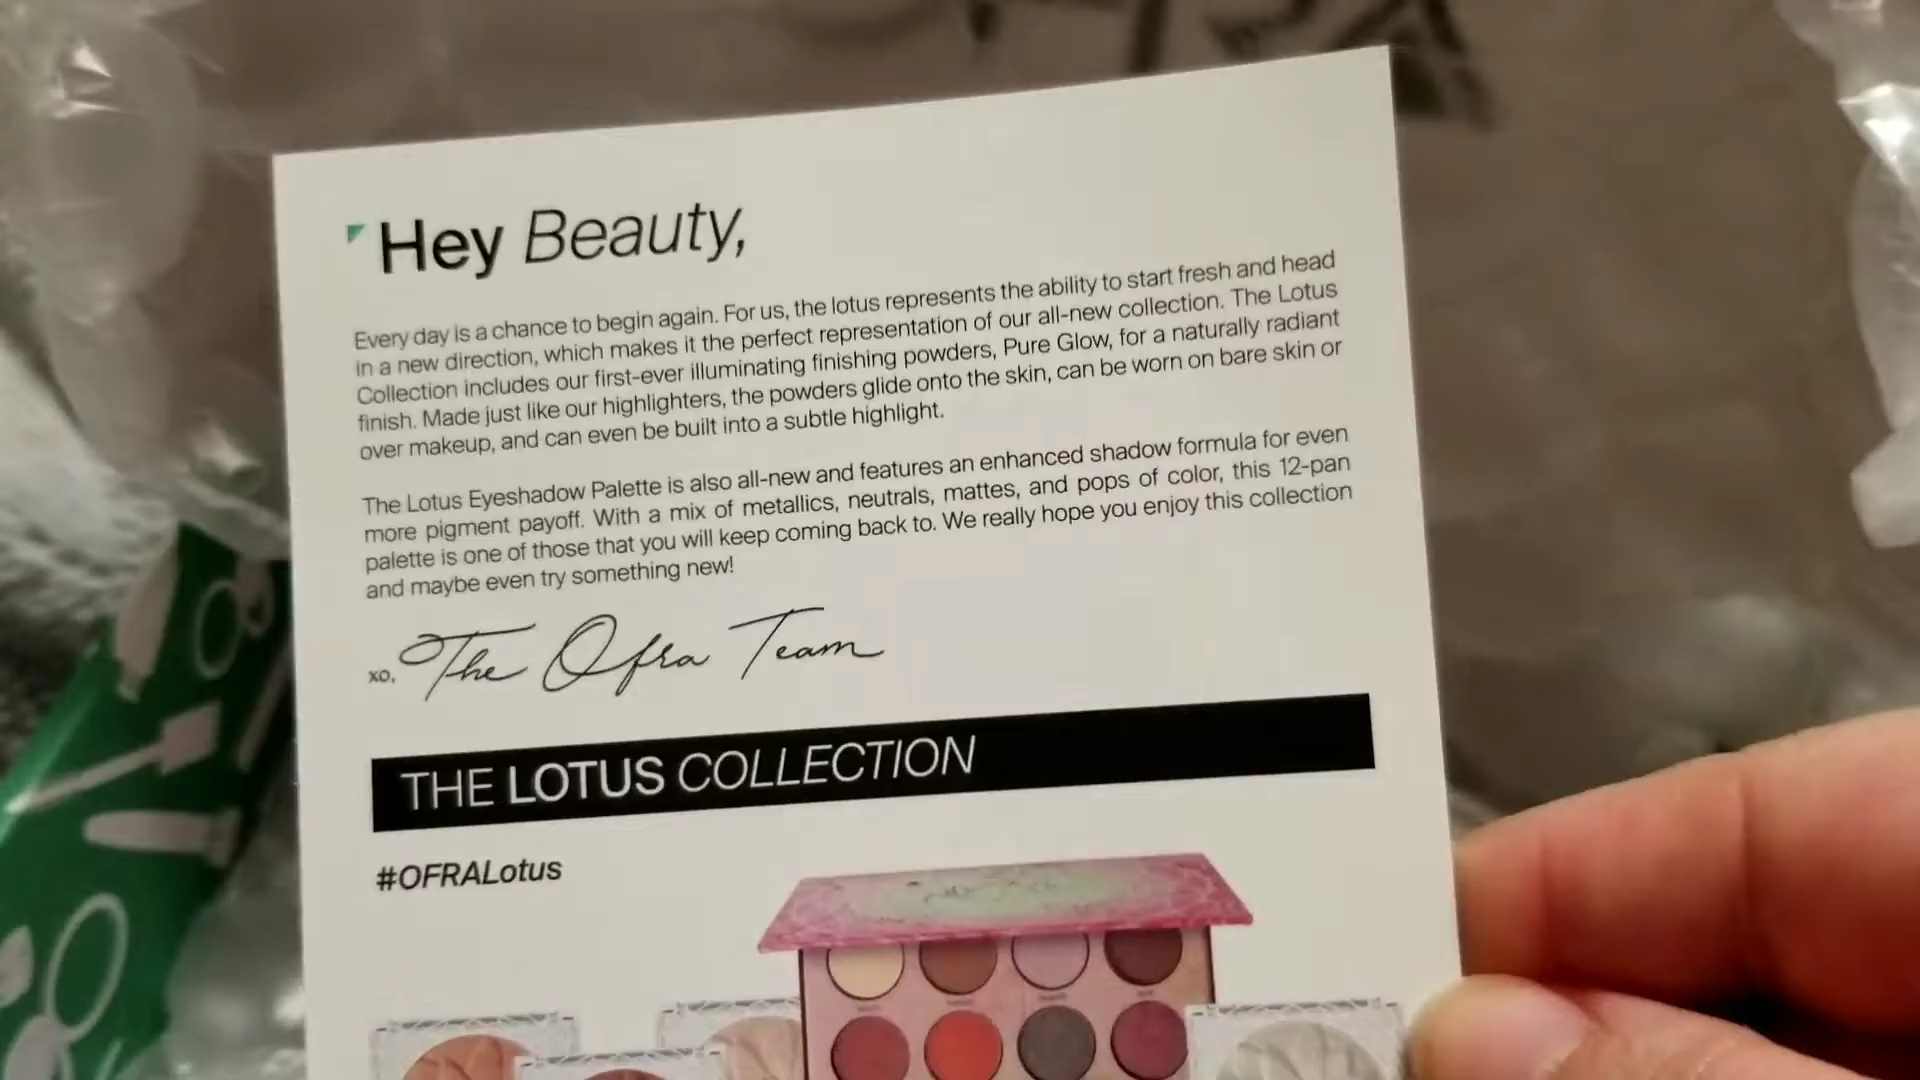 Hey Beauty,
Every day is a chance to begin again. For us, the lotus represents the ability to start fresh and head
in a new direction, which makes it the perfect representation of our all-new collection. The Lotus
Collection includes our first-ever illuminating finishing powders, Pure Glow, for a naturally radiant
finish. Made just like our highlighters, the powders glide onto the skin, can be worn on bare skin or
over makeup, and can even be built into a subtle highlight.
The Lotus Eyeshadow Palette is also all-new and features an enhanced shadow formula for even
more pigment payoff. With a mix of metallics, neutrals, mattes, and pops of color, this 12-pan
palette is one of those that you will keep coming back to. We really hope you enjoy this collection
and maybe even try something new!
xo, The Ofra Team
THE LOTUS COLLECTION
#OFRALotus